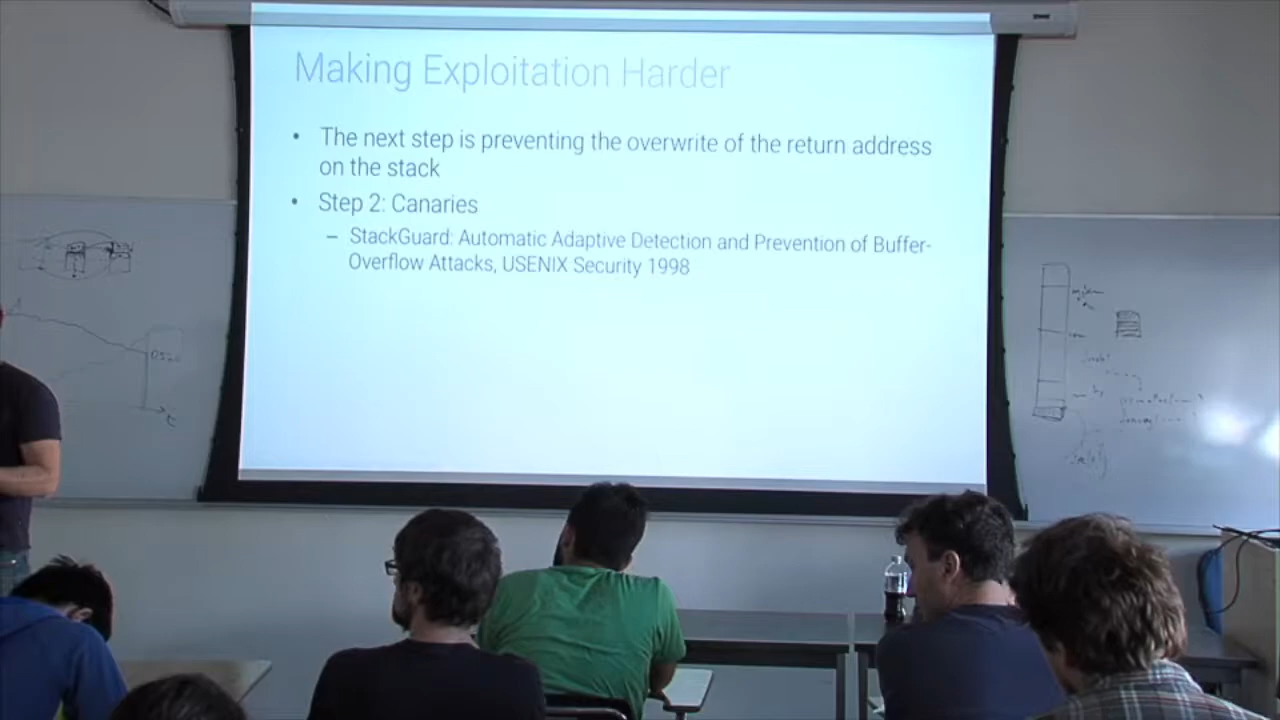 Making Exploitation Harder
• The next step is preventing the overwrite of the return address
on the stack
• Step 2: Canaries
– StackGuard: Automatic Adaptive Detection and Prevention of Buffer-
Overflow Attacks, USENIX Security 1998